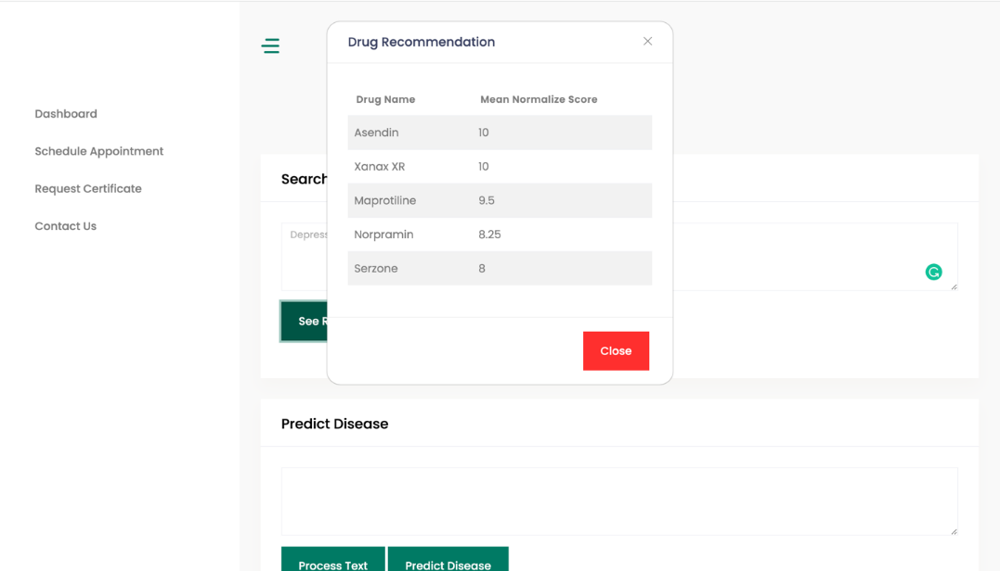 Dashboard
Schedule Appointment
Request Certificate
Contact Us
Drug Recommendation
Drug Name Mean Normalize Score
Asendin 10
Xanax XR 10
Maprotiline 9.5
Norpramin 8.25
Serzone 8
Close
Search
Depress
See R
Predict Disease
Process Text
Predict Disease